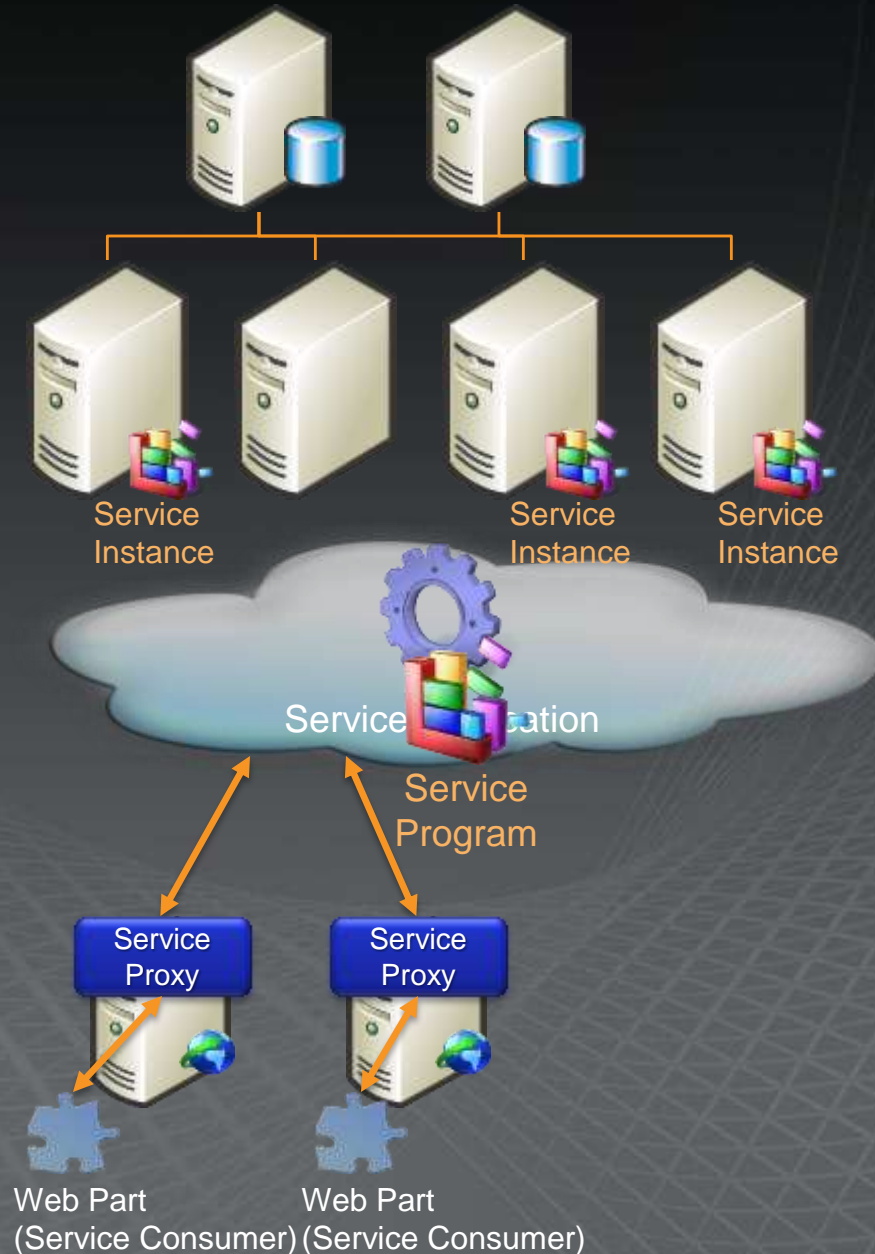 Service
Instance
Service
Instance
Service
Instance
Service cation
Service
Program
Service
Proxy
Service
Proxy
Web Part
(Service Consumer)
Web Part
(Service Consumer)